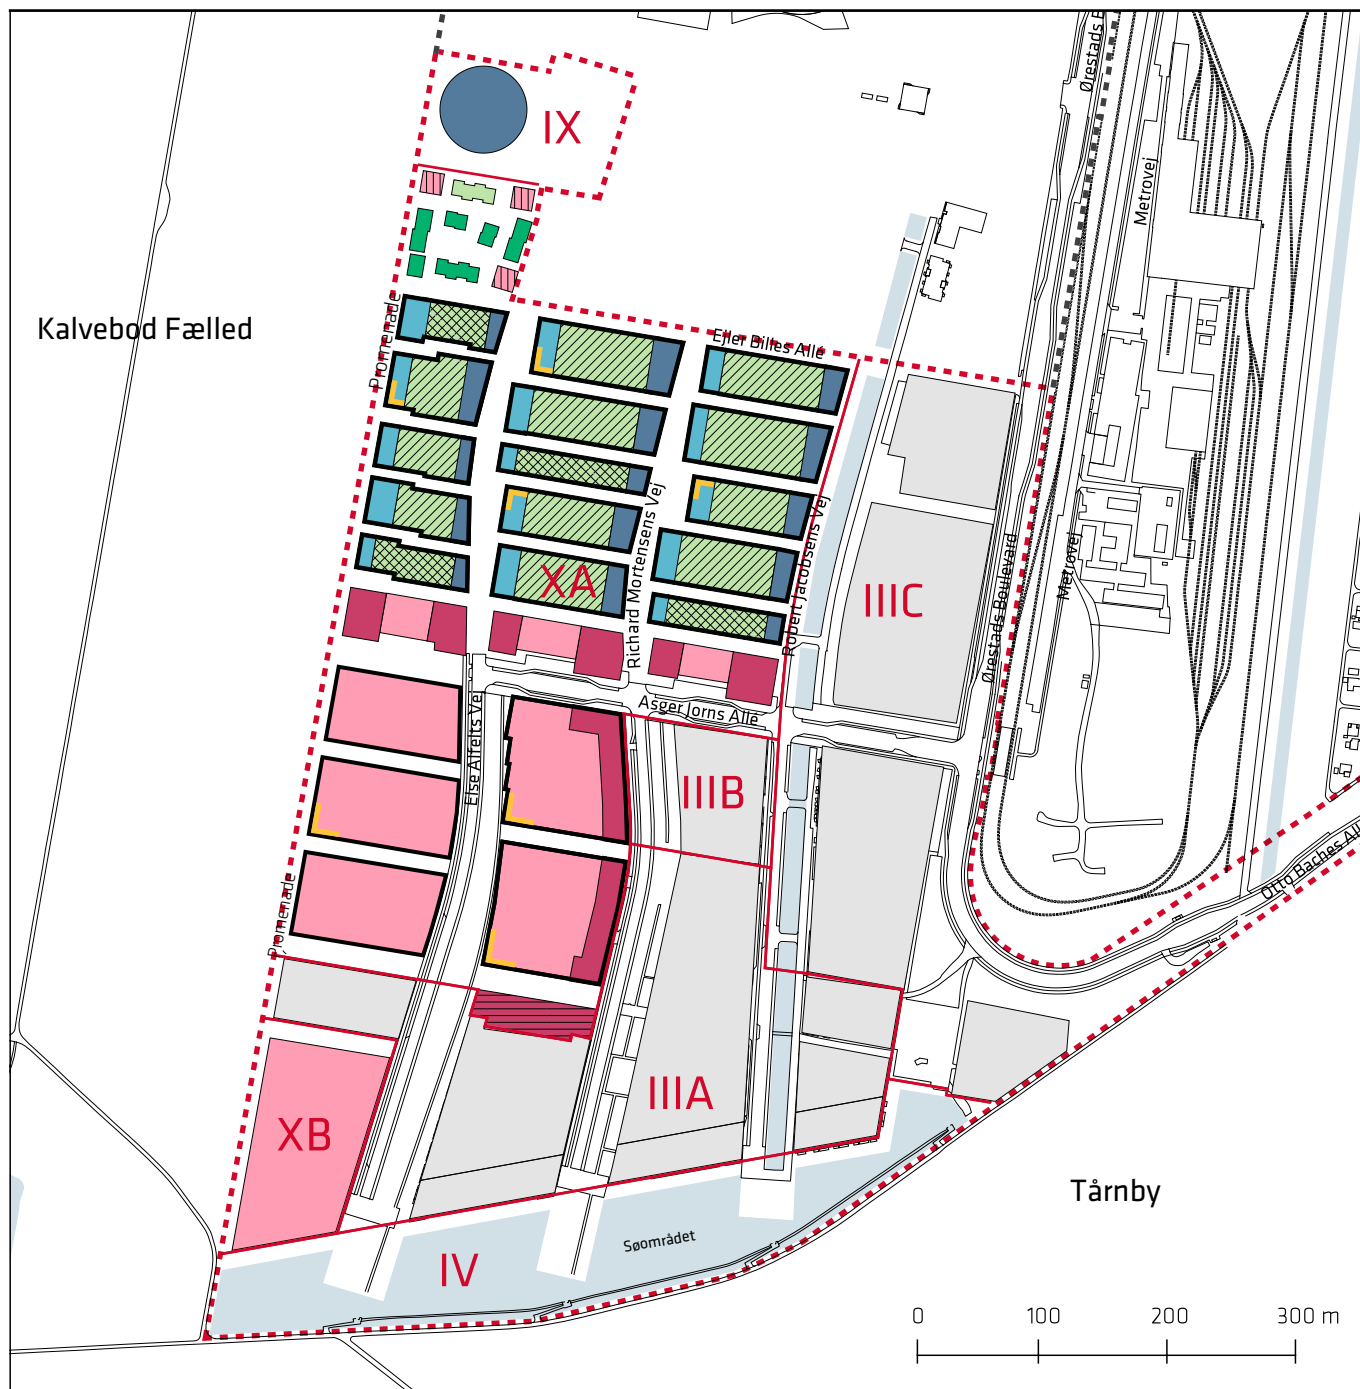 Ørestads B
IX
Metrovej
Kalvebod Fælled
Promenade
Ejler Billes Allé
Richard Mortensens Vej
Robert Jacobsens Vej
XA
IIIC
Ørestads Boulevard
Metrovej
Else Alfelts Vej
Asger Jorns Allé
IIIB
Promenade
Otto Baches All
IIIA
XB
Tårnby
Søområdet
IV
0 100 200 300 m